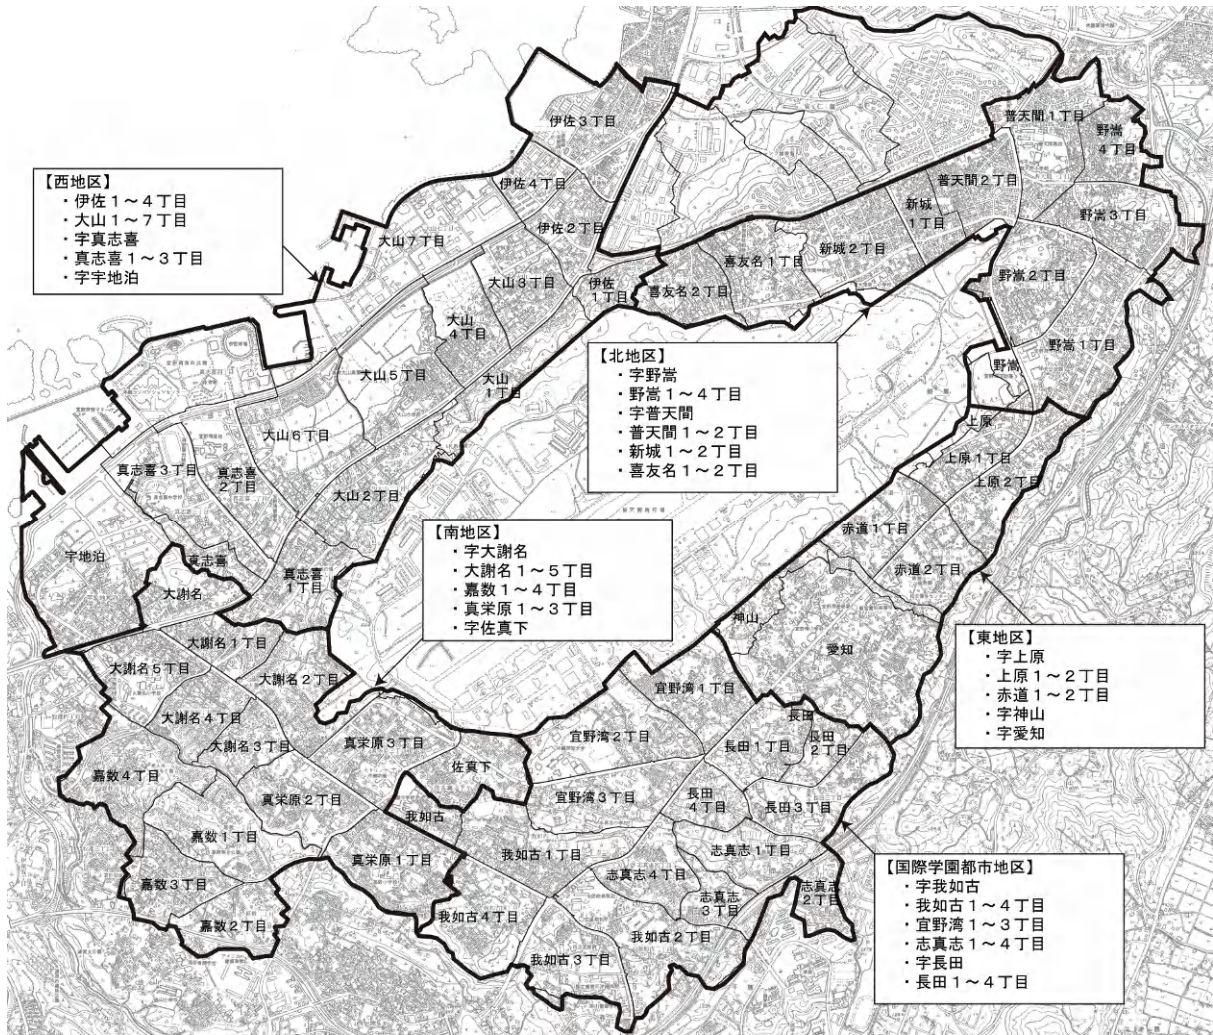 伊佐３丁目
普天間１丁目
野嵩
４丁目
【西地区】
・伊佐１～４丁目
・大山１～７丁目
・字真志喜
・真志喜１～３丁目
・字宇地泊
伊佐４丁目
普天間２丁目
新城
１丁目
野嵩３丁目
大山７丁目
伊佐２丁目
新城２丁目
喜友名１丁目
野嵩２丁目
大山３丁目
伊佐
１丁目
喜友名２丁目
大山
４丁目
野嵩１丁目
【北地区】
・字野嵩
・野嵩１～４丁目
・字普天間
・普天間１～２丁目
・新城１～２丁目
・喜友名１～２丁目
野嵩
大山５丁目
大山
１丁目
上原
大山６丁目
上原１丁目
真志喜３丁目
真志喜
２丁目
大山２丁目
上原２丁目
赤道１丁目
【南地区】
・字大謝名
・大謝名１～５丁目
・嘉数１～４丁目
・真栄原１～３丁目
・字佐真下
宇地泊
真志喜
真志喜
１丁目
赤道２丁目
大謝名
神山
愛知
【東地区】
・字上原
・上原１～２丁目
・赤道１～２丁目
・字神山
・字愛知
大謝名１丁目
大謝名５丁目
大謝名２丁目
宜野湾１丁目
大謝名４丁目
長田
長田
２丁目
真栄原３丁目
宜野湾２丁目
長田１丁目
大謝名３丁目
佐真下
嘉数４丁目
真栄原２丁目
宜野湾３丁目
長田
４丁目
長田３丁目
我如古
嘉数１丁目
真栄原１丁目
我如古１丁目
志真志１丁目
嘉数３丁目
志真志４丁目
志真志
３丁目
志真志
２丁目
【国際学園都市地区】
・字我如古
・我如古１～４丁目
・宜野湾１～３丁目
・志真志１～４丁目
・字長田
・長田１～４丁目
嘉数２丁目
我如古４丁目
我如古２丁目
我如古３丁目